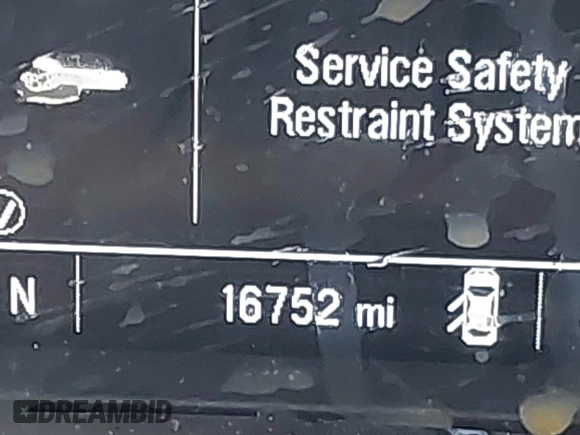 Service Safety
Restraint System
N
16752 mi
DREAMBID